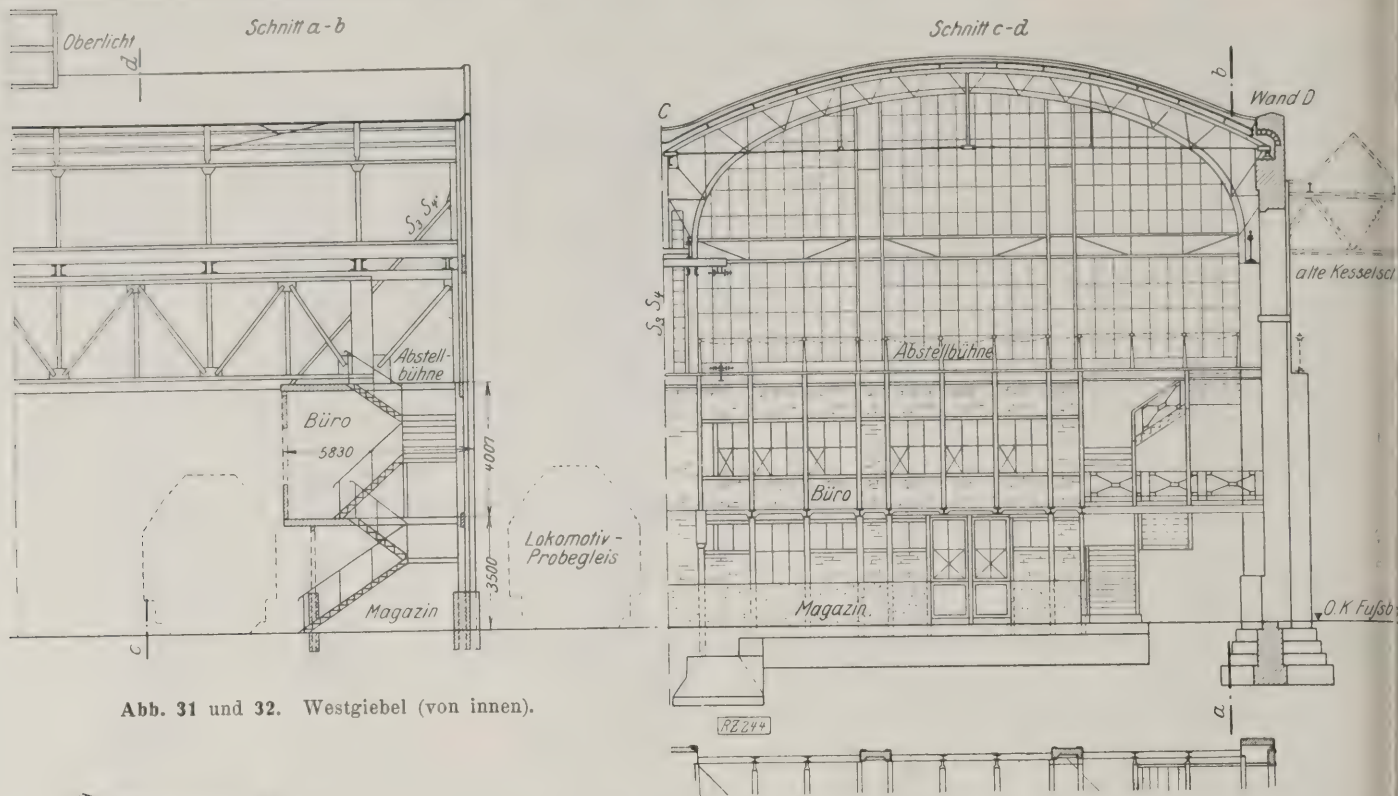 Schnitt a-b
Oberlicht
d
S₃ S₄
Abstell-
bühne
Büro
5830
4007
3500
Lokomotiv-
Probegleis
Magazin
c
Schnitt c-d
b
C
Wand D
alte Kesselsc
S₃ S₄
Abstellbühne
Büro
Magazin
O.K Fußb
a
Abb. 31 und 32. Westgiebel (von innen).
RZ244